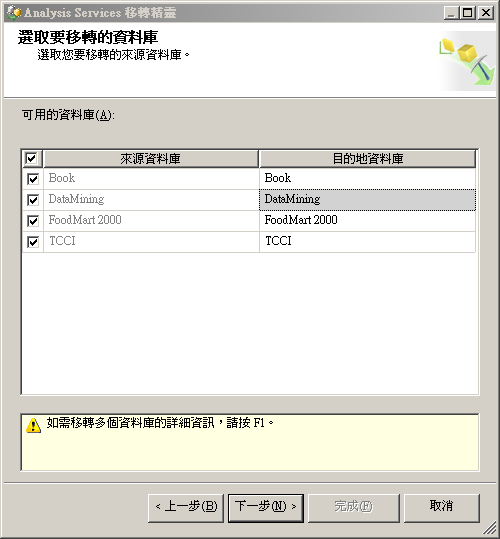 Analysis Services 移轉精靈
選取要移轉的資料庫
選取您要移轉的來源資料庫。
可用的資料庫(A):
來源資料庫 目的地資料庫
Book Book
DataMining DataMining
FoodMart 2000 FoodMart 2000
TCCI TCCI
如需移轉多個資料庫的詳細資訊，請按 F1。
< 上一步(B) 下一步(N) > 完成(F) 取消